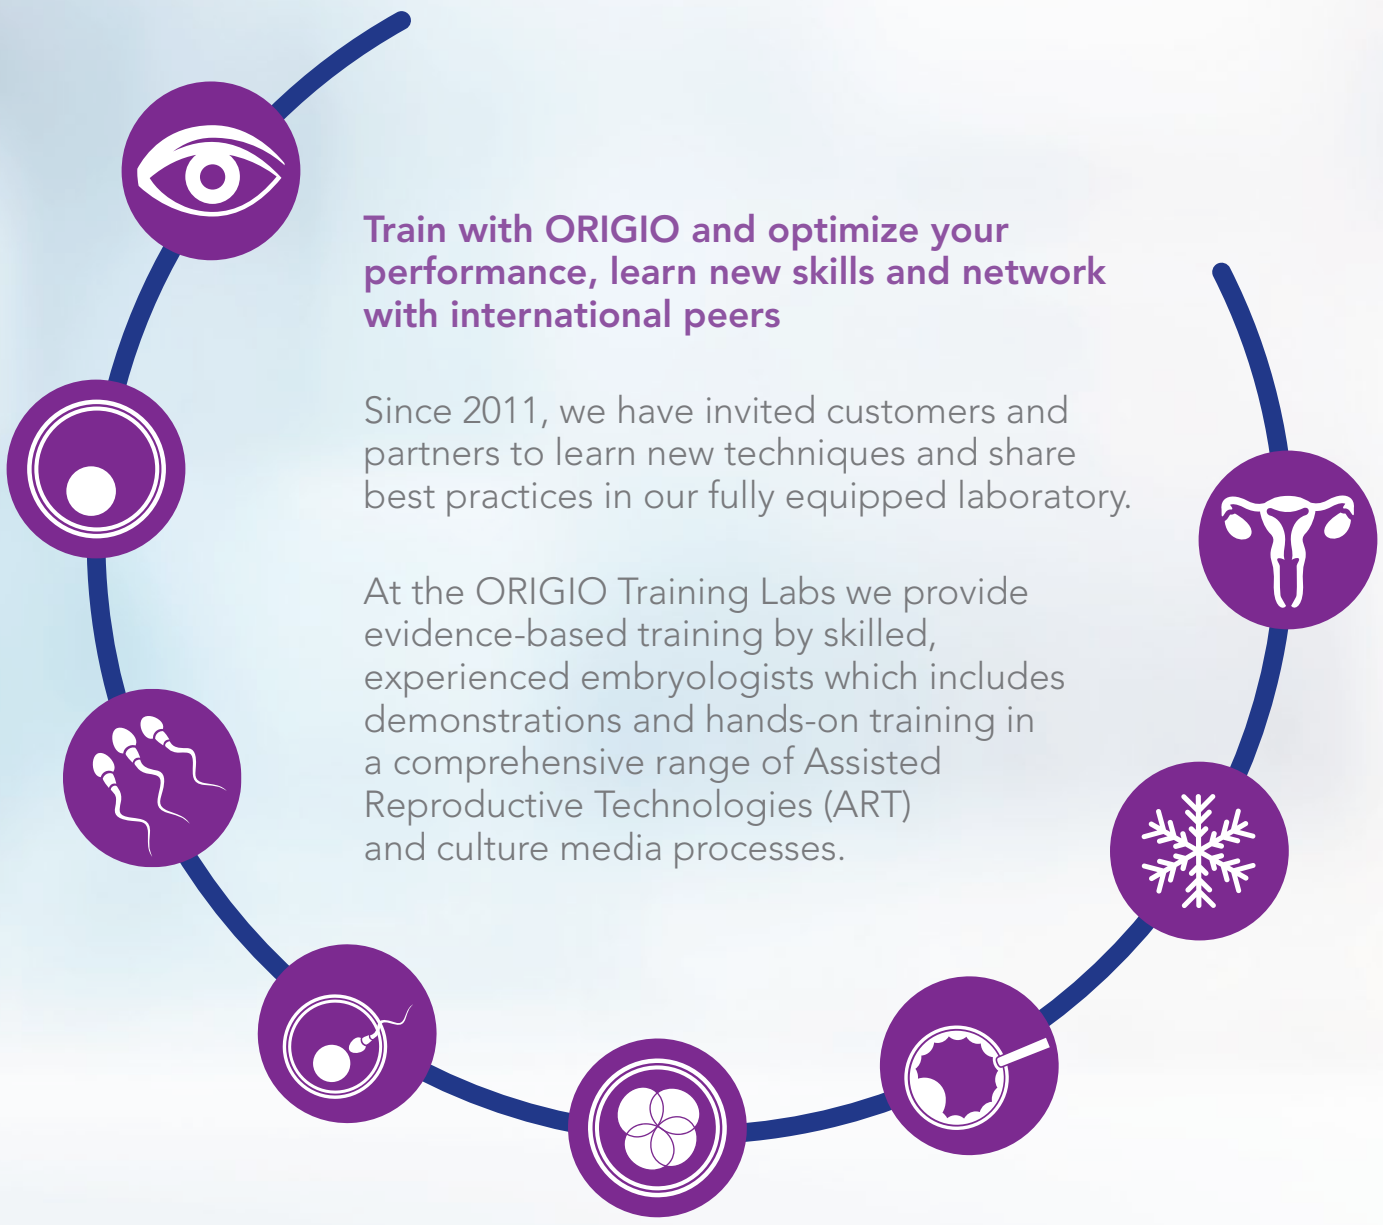 Train with ORIGIO and optimize your
performance, learn new skills and network
with international peers
Since 2011, we have invited customers and
partners to learn new techniques and share
best practices in our fully equipped laboratory.
At the ORIGIO Training Labs we provide
evidence-based training by skilled,
experienced embryologists which includes
demonstrations and hands-on training in
a comprehensive range of Assisted
Reproductive Technologies (ART)
and culture media processes.